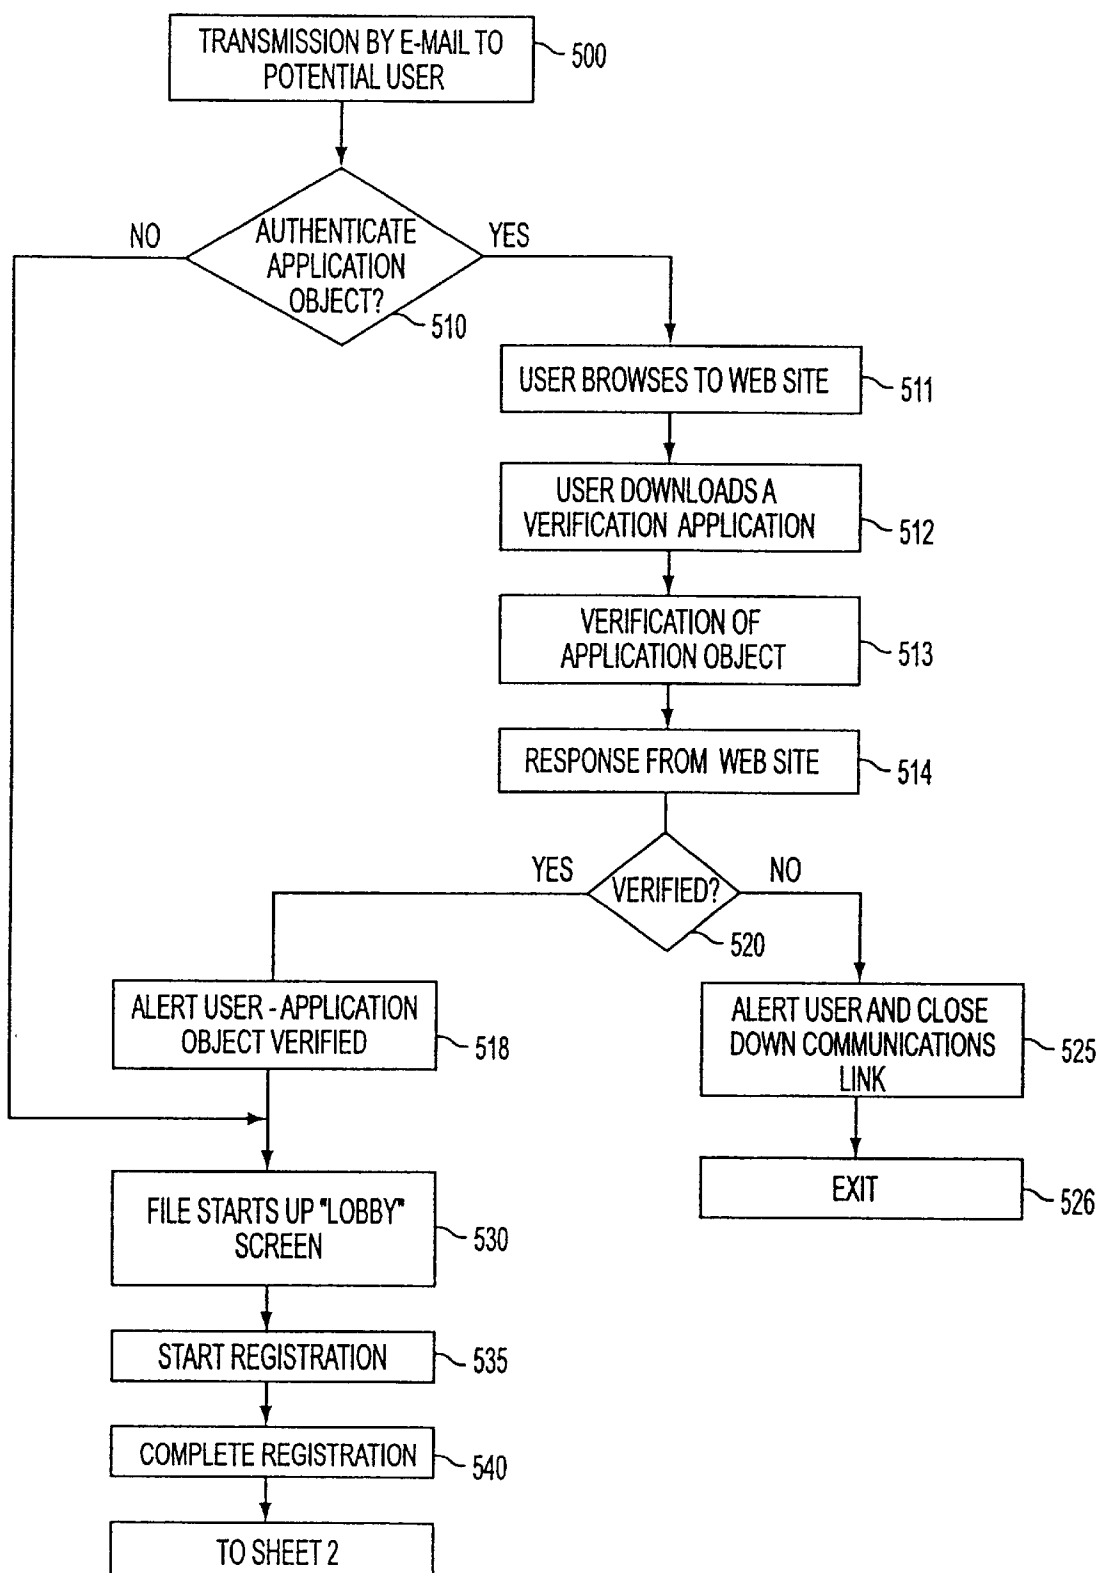 TRANSMISSION BY E-MAIL TO
POTENTIAL USER
500
NO
AUTHENTICATE
APPLICATION
OBJECT?
YES
510
USER BROWSES TO WEB SITE
511
USER DOWNLOADS A
VERIFICATION APPLICATION
512
VERIFICATION OF
APPLICATION OBJECT
513
RESPONSE FROM WEB SITE
514
YES
VERIFIED?
NO
520
ALERT USER - APPLICATION
OBJECT VERIFIED
518
ALERT USER AND CLOSE
DOWN COMMUNICATIONS
LINK
525
EXIT
526
FILE STARTS UP "LOBBY"
SCREEN
530
START REGISTRATION
535
COMPLETE REGISTRATION
540
TO SHEET 2